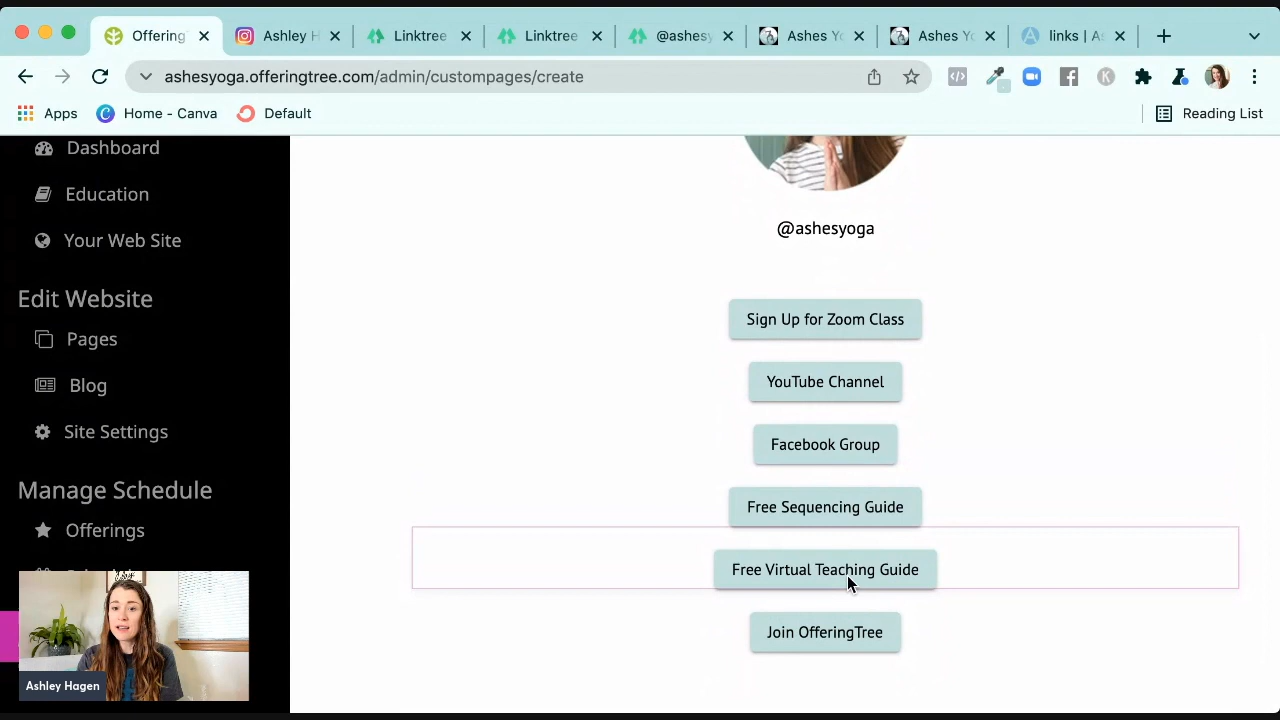 Offering
Ashley H
Linktree
Linktree
@ashesy
Ashes Yo
Ashes Yo
links | As
ashesyoga.offeringtree.com/admin/custompages/create
Apps
Home - Canva
Default
Reading List
Dashboard
Education
Your Web Site
Edit Website
Pages
Blog
Site Settings
Manage Schedule
Offerings
Ashley Hagen
@ashesyoga
Sign Up for Zoom Class
YouTube Channel
Facebook Group
Free Sequencing Guide
Free Virtual Teaching Guide
Join OfferingTree